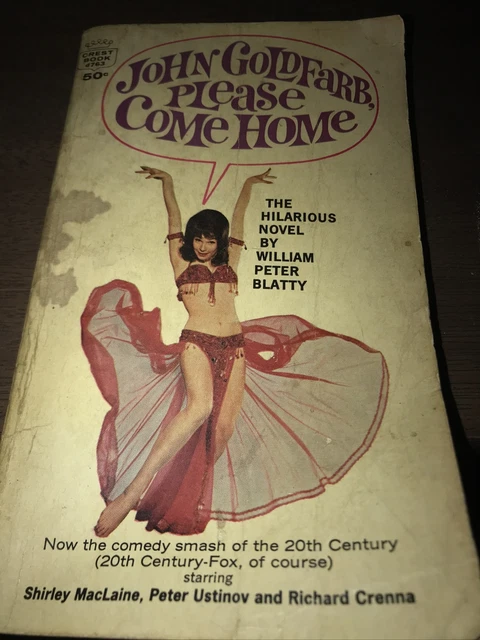 CREST
BOOK
50¢
JOHN GOLDFARB,
PLEASE
COME HOME
THE
HILARIOUS
NOVEL
BY
WILLIAM
PETER
BLATTY
Now the comedy smash of the 20th Century
(20th Century-Fox, of course)
starring
Shirley MacLaine, Peter Ustinov and Richard Crenna